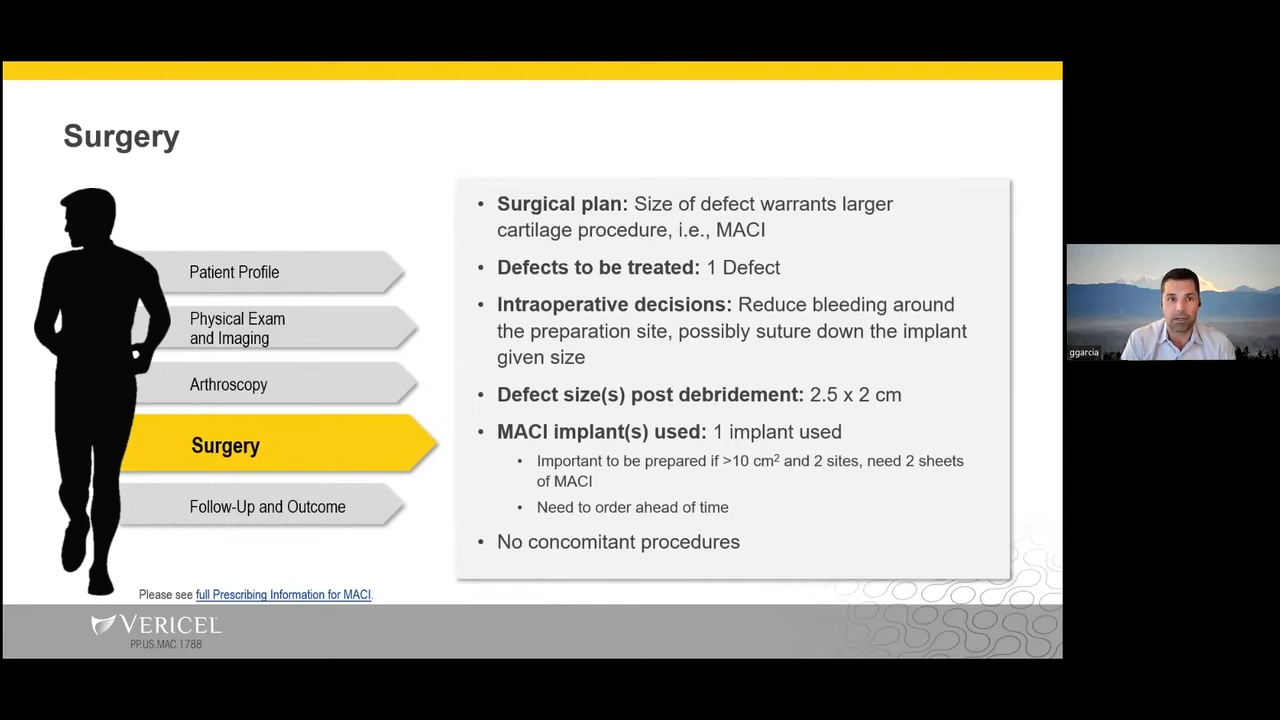 Surgery
Patient Profile
Physical Exam
and Imaging
Arthroscopy
Surgery
Follow-Up and Outcome
• Surgical plan: Size of defect warrants larger
cartilage procedure, i.e., MACI
• Defects to be treated: 1 Defect
• Intraoperative decisions: Reduce bleeding around
the preparation site, possibly suture down the implant
given size
• Defect size(s) post debridement: 2.5 x 2 cm
• MACI implant(s) used: 1 implant used
• Important to be prepared if >10 cm² and 2 sites, need 2 sheets
of MACI
• Need to order ahead of time
• No concomitant procedures
Please see full Prescribing Information for MACI.
VERICEL
PP.US.MAC.1788
ggarcia